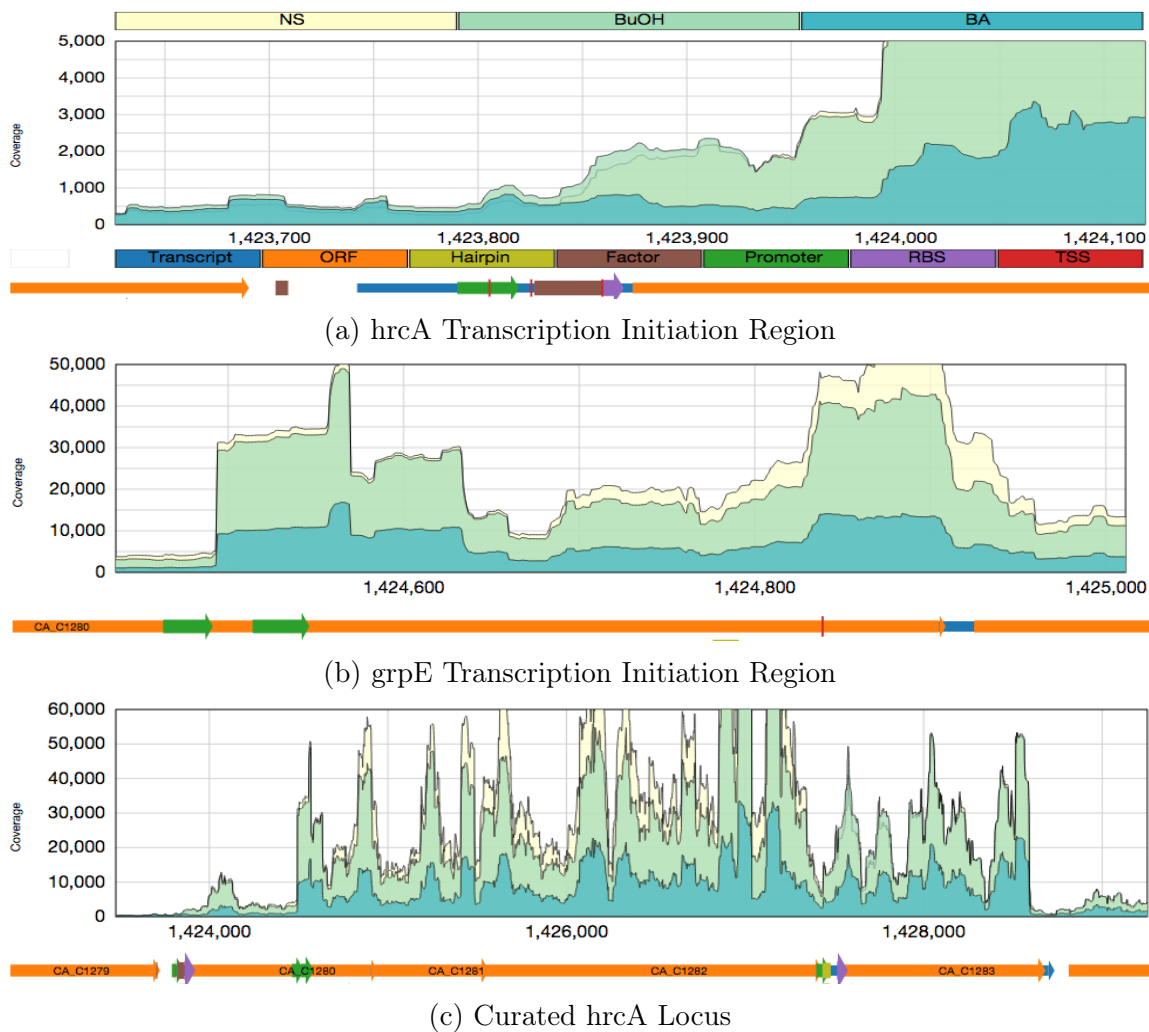 NS BuOH BA
5,000
4,000
3,000
2,000
1,000
0
Coverage
1,423,700 1,423,800 1,423,900 1,424,000 1,424,100
Transcript ORF Hairpin Factor Promoter RBS TSS
(a) hrcA Transcription Initiation Region
50,000
40,000
30,000
20,000
10,000
0
Coverage
1,424,600 1,424,800 1,425,000
CA_C1280
(b) grpE Transcription Initiation Region
60,000
50,000
40,000
30,000
20,000
10,000
0
Coverage
1,424,000 1,426,000 1,428,000
CA_C1279 CA_C1280 CA_C1281 CA_C1282 CA_C1283
(c) Curated hrcA Locus